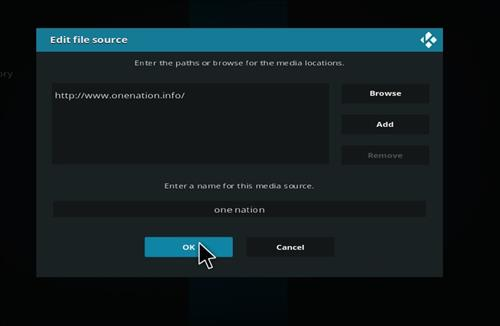 Edit file source
Enter the paths or browse for the media locations.
ory
http://www.onenation.info/
Browse
Add
Remove
Enter a name for this media source.
one nation
OK
Cancel